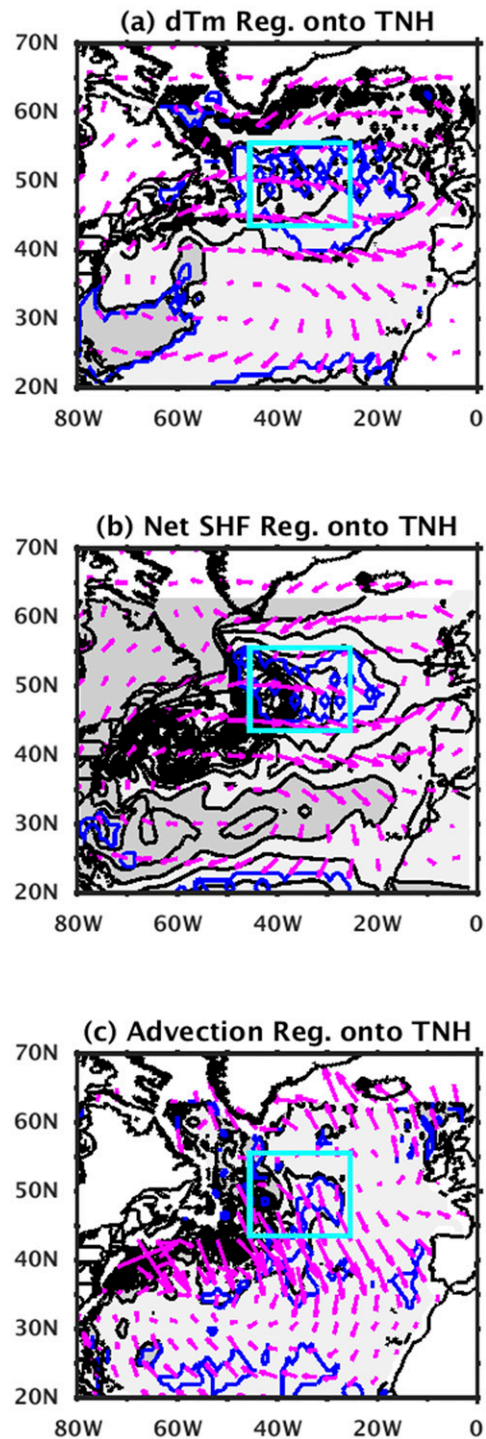 (a) dTm Reg. onto TNH
70N
60N
50N
40N
30N
20N
80W 60W 40W 20W 0
(b) Net SHF Reg. onto TNH
70N
60N
50N
40N
30N
20N
80W 60W 40W 20W 0
(c) Advection Reg. onto TNH
70N
60N
50N
40N
30N
20N
80W 60W 40W 20W 0